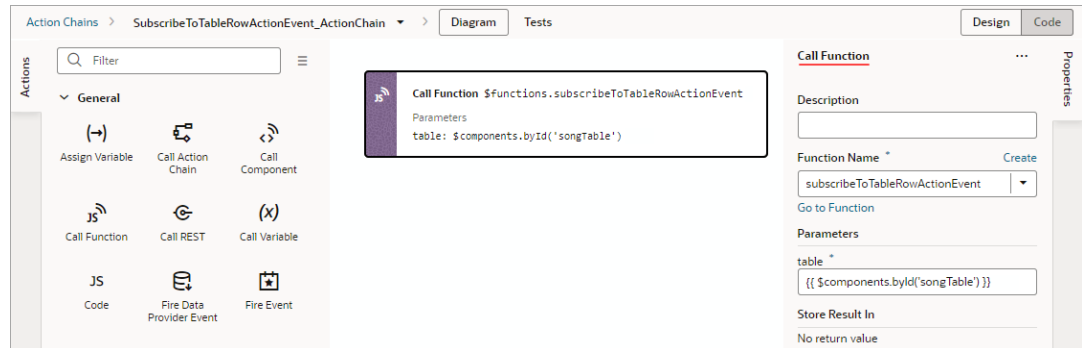 Action Chains > SubscribeToTableRowActionEvent_ActionChain > Diagram Tests Design Code
Actions
Filter
General
Assign Variable
Call Action
Chain
Call
Component
JS
Call Function
Call REST
(x)
Call Variable
JS
Code
Fire Data
Provider Event
Fire Event
JS
Call Function $functions.subscribeToTableRowActionEvent
Parameters
table: $components.byId('songTable')
Call Function ...
Properties
Description
Function Name * Create
subscribeToTableRowActionEvent
Go to Function
Parameters
table *
{{ $components.byId('songTable') }}
Store Result In
No return value